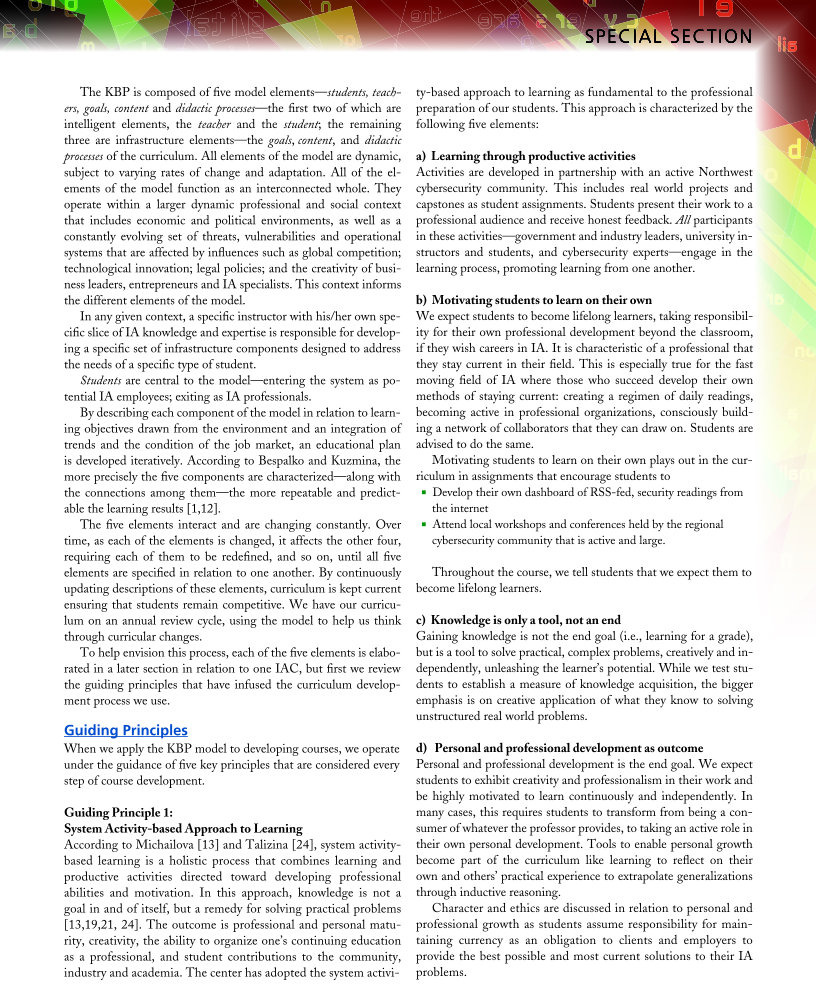 SPECIAL SECTION
The KBP is composed of five model elements—students, teach-
ers, goals, content and didactic processes—the first two of which are
intelligent elements, the teacher and the student; the remaining
three are infrastructure elements—the goals, content, and didactic
processes of the curriculum. All elements of the model are dynamic,
subject to varying rates of change and adaptation. All of the el-
ements of the model function as an interconnected whole. They
operate within a larger dynamic professional and social context
that includes economic and political environments, as well as a
constantly evolving set of threats, vulnerabilities and operational
systems that are affected by influences such as global competition;
technological innovation; legal policies; and the creativity of busi-
ness leaders, entrepreneurs and IA specialists. This context informs
the different elements of the model.
In any given context, a specific instructor with his/her own spe-
cific slice of IA knowledge and expertise is responsible for develop-
ing a specific set of infrastructure components designed to address
the needs of a specific type of student.
Students are central to the model—entering the system as po-
tential IA employees; exiting as IA professionals.
By describing each component of the model in relation to learn-
ing objectives drawn from the environment and an integration of
trends and the condition of the job market, an educational plan
is developed iteratively. According to Bespalko and Kuzmina, the
more precisely the five components are characterized—along with
the connections among them—the more repeatable and predict-
able the learning results [1,12].
The five elements interact and are changing constantly. Over
time, as each of the elements is changed, it affects the other four,
requiring each of them to be redefined, and so on, until all five
elements are specified in relation to one another. By continuously
updating descriptions of these elements, curriculum is kept current
ensuring that students remain competitive. We have our curricu-
lum on an annual review cycle, using the model to help us think
through curricular changes.
To help envision this process, each of the five elements is elabo-
rated in a later section in relation to one IAC, but first we review
the guiding principles that have infused the curriculum develop-
ment process we use.
Guiding Principles
When we apply the KBP model to developing courses, we operate
under the guidance of five key principles that are considered every
step of course development.
Guiding Principle 1:
System Activity-based Approach to Learning
According to Michailova [13] and Talizina [24], system activity-
based learning is a holistic process that combines learning and
productive activities directed toward developing professional
abilities and motivation. In this approach, knowledge is not a
goal in and of itself, but a remedy for solving practical problems
[13,19,21, 24]. The outcome is professional and personal matu-
rity, creativity, the ability to organize one's continuing education
as a professional, and student contributions to the community,
industry and academia. The center has adopted the system activi-
ty-based approach to learning as fundamental to the professional
preparation of our students. This approach is characterized by the
following five elements:
a) Learning through productive activities
Activities are developed in partnership with an active Northwest
cybersecurity community. This includes real world projects and
capstones as student assignments. Students present their work to a
professional audience and receive honest feedback. All participants
in these activities—government and industry leaders, university in-
structors and students, and cybersecurity experts—engage in the
learning process, promoting learning from one another.
b) Motivating students to learn on their own
We expect students to become lifelong learners, taking responsibil-
ity for their own professional development beyond the classroom,
if they wish careers in IA. It is characteristic of a professional that
they stay current in their field. This is especially true for the fast
moving field of IA where those who succeed develop their own
methods of staying current: creating a regimen of daily readings,
becoming active in professional organizations, consciously build-
ing a network of collaborators that they can draw on. Students are
advised to do the same.
Motivating students to learn on their own plays out in the cur-
riculum in assignments that encourage students to
▪ Develop their own dashboard of RSS-fed, security readings from
the internet
▪ Attend local workshops and conferences held by the regional
cybersecurity community that is active and large.
Throughout the course, we tell students that we expect them to
become lifelong learners.
c) Knowledge is only a tool, not an end
Gaining knowledge is not the end goal (i.e., learning for a grade),
but is a tool to solve practical, complex problems, creatively and in-
dependently, unleashing the learner's potential. While we test stu-
dents to establish a measure of knowledge acquisition, the bigger
emphasis is on creative application of what they know to solving
unstructured real world problems.
d) Personal and professional development as outcome
Personal and professional development is the end goal. We expect
students to exhibit creativity and professionalism in their work and
be highly motivated to learn continuously and independently. In
many cases, this requires students to transform from being a con-
sumer of whatever the professor provides, to taking an active role in
their own personal development. Tools to enable personal growth
become part of the curriculum like learning to reflect on their
own and others' practical experience to extrapolate generalizations
through inductive reasoning.
Character and ethics are discussed in relation to personal and
professional growth as students assume responsibility for main-
taining currency as an obligation to clients and employers to
provide the best possible and most current solutions to their IA
problems.